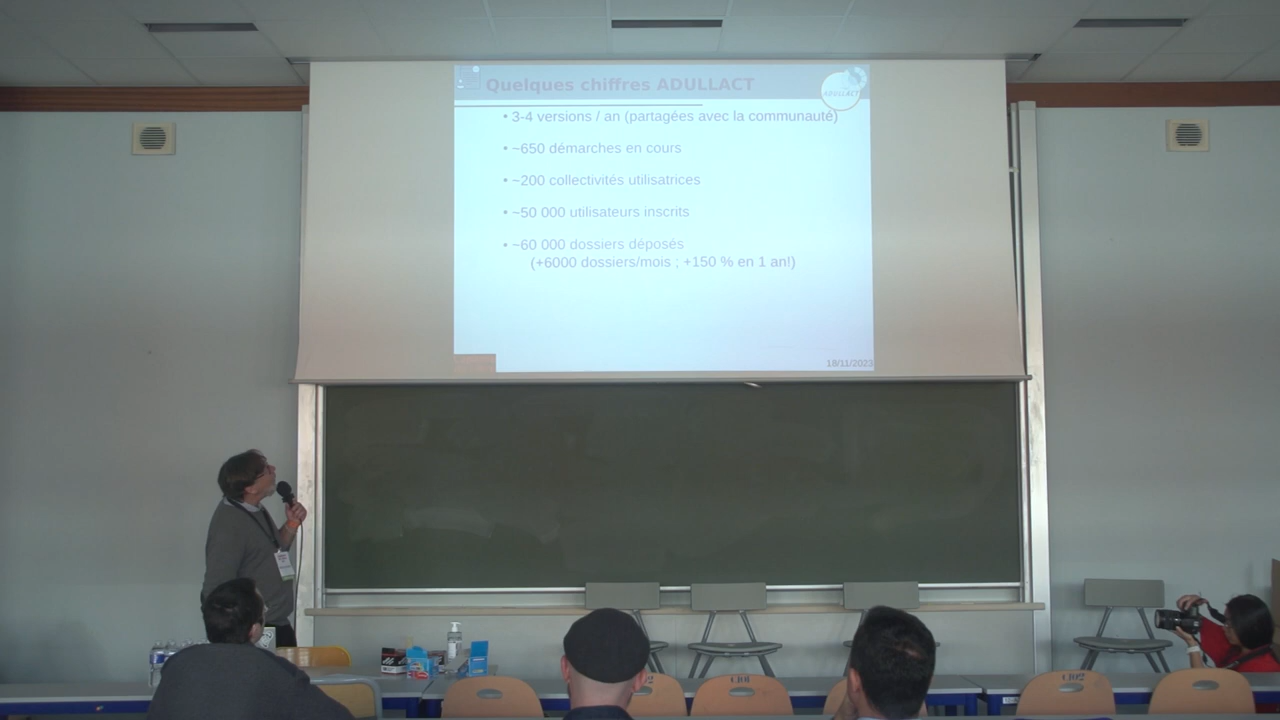 Quelques chiffres ADULLACT
ADULLACT
• 3-4 versions / an (partagées avec la communauté)
• ~650 démarches en cours
• ~200 collectivités utilisatrices
• ~50 000 utilisateurs inscrits
• ~60 000 dossiers déposés
(+6000 dossiers/mois ; +150 % en 1 an!)
18/11/2023